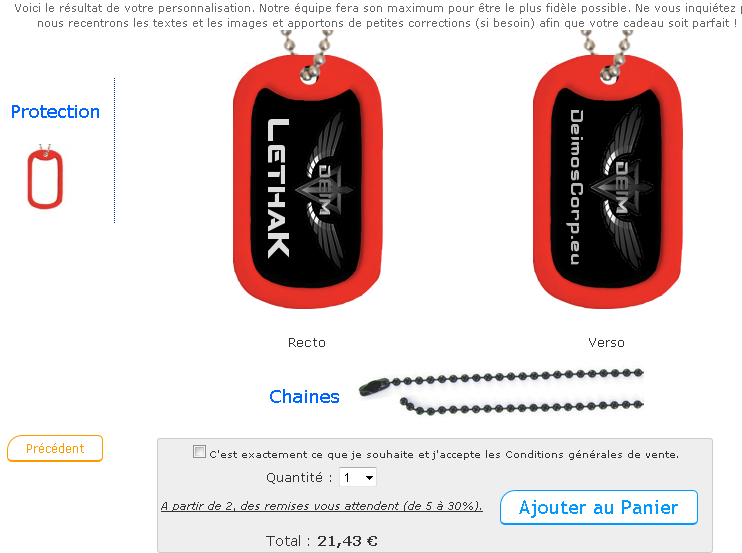 Voici le résultat de votre personnalisation. Notre équipe fera son maximum pour être le plus fidèle possible. Ne vous inquiétez
nous recentrons les textes et les images et apportons de petites corrections (si besoin) afin que votre cadeau soit parfait !
Protection
LETHAK
DEIM
DEIM
DeimosCorp.eu
Recto
Verso
Chaines
Précédent
C'est exactement ce que je souhaite et j'accepte les Conditions générales de vente.
Quantité : 1
A partir de 2, des remises vous attendent (de 5 à 30%).
Ajouter au Panier
Total : 21,43 €